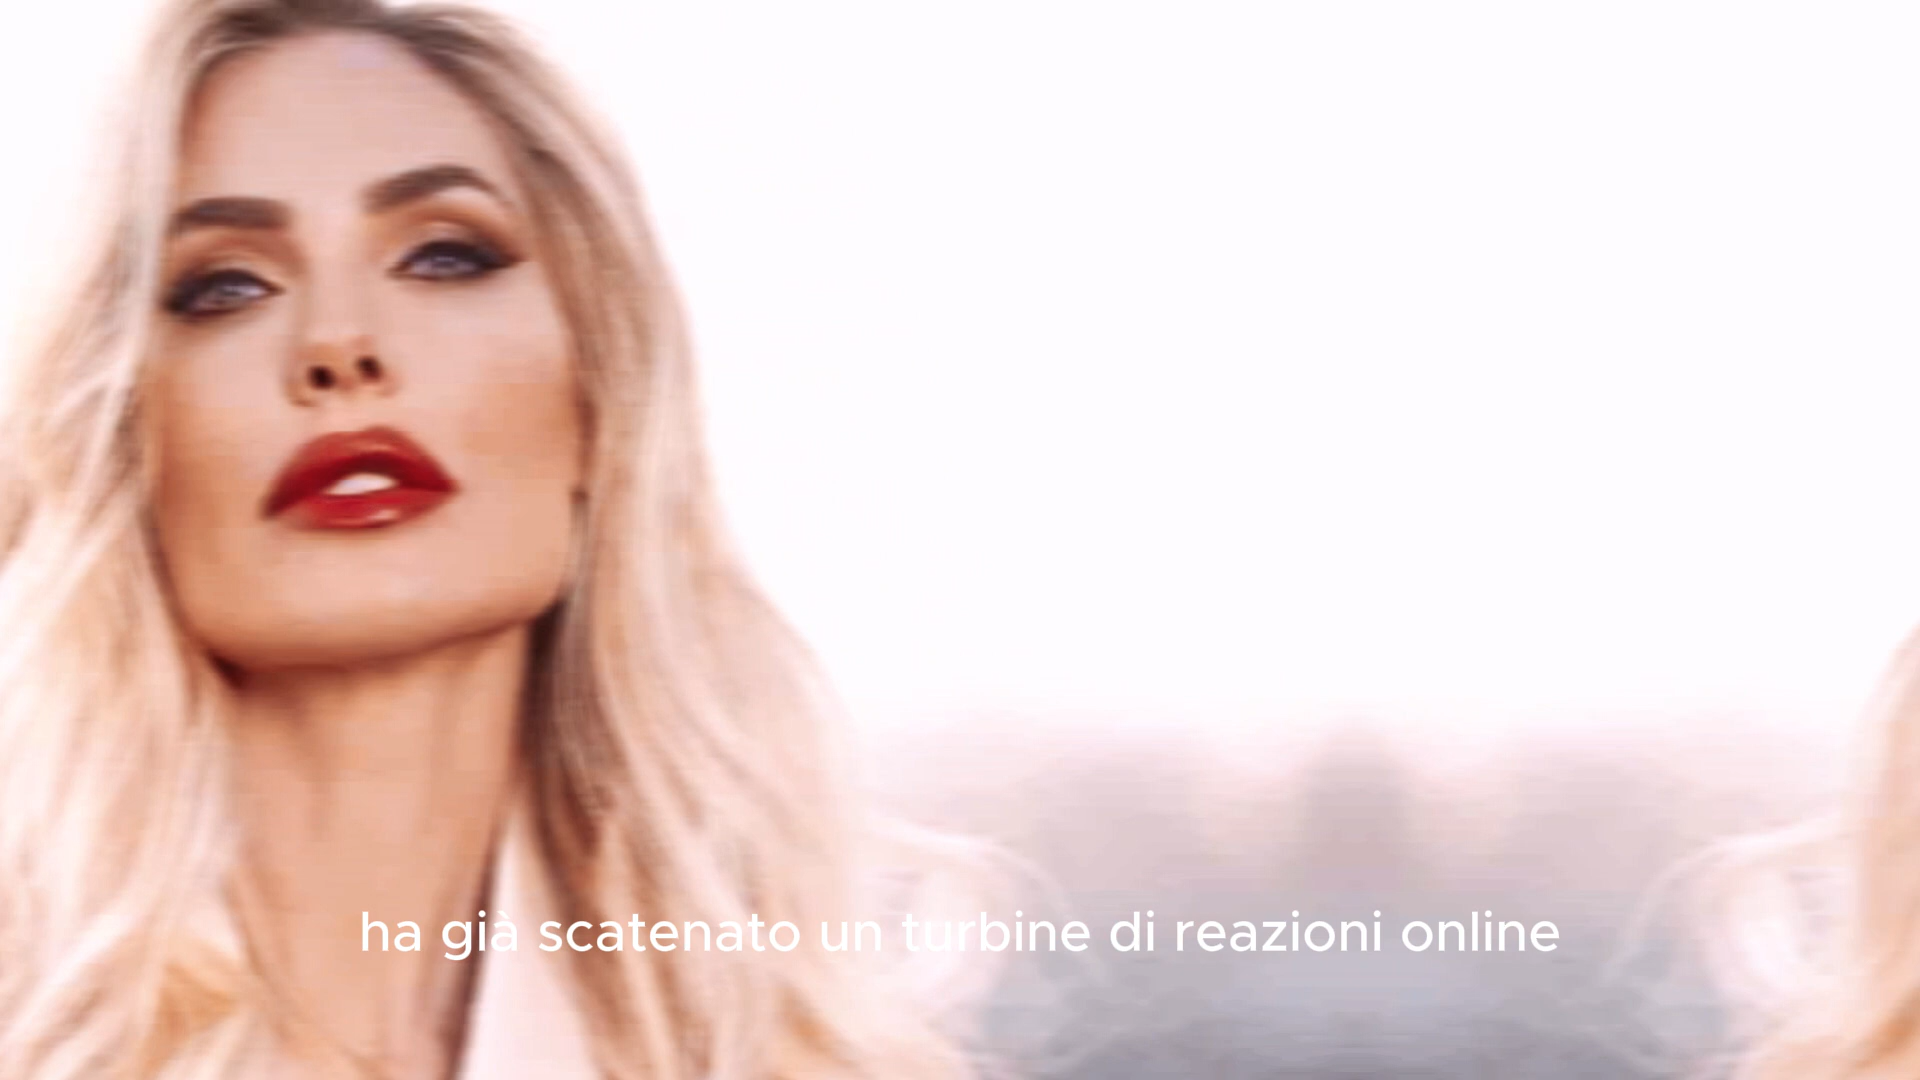 ha già scatenato un turbine di reazioni online